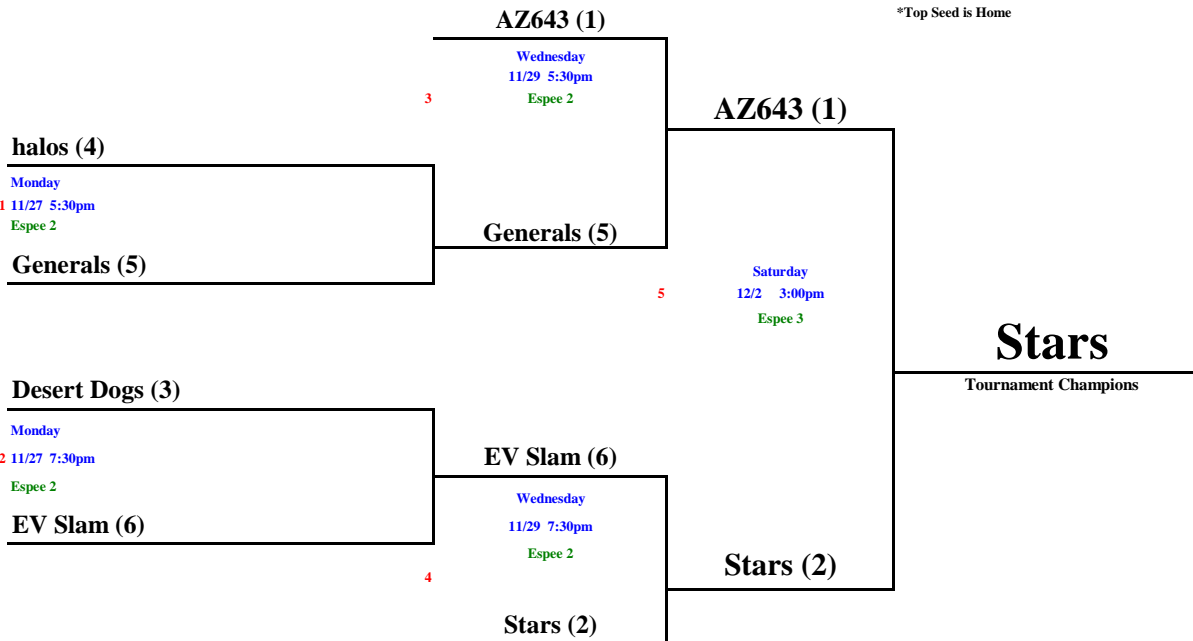 AZ643 (1)
*Top Seed is Home
Wednesday
11/29 5:30pm
3
Espee 2
AZ643 (1)
halos (4)
Monday
1 11/27 5:30pm
Espee 2
Generals (5)
Generals (5)
Saturday
5
12/2 3:00pm
Espee 3
Stars
Tournament Champions
Desert Dogs (3)
Monday
2 11/27 7:30pm
Espee 2
EV Slam (6)
EV Slam (6)
Wednesday
11/29 7:30pm
Espee 2
4
Stars (2)
Stars (2)